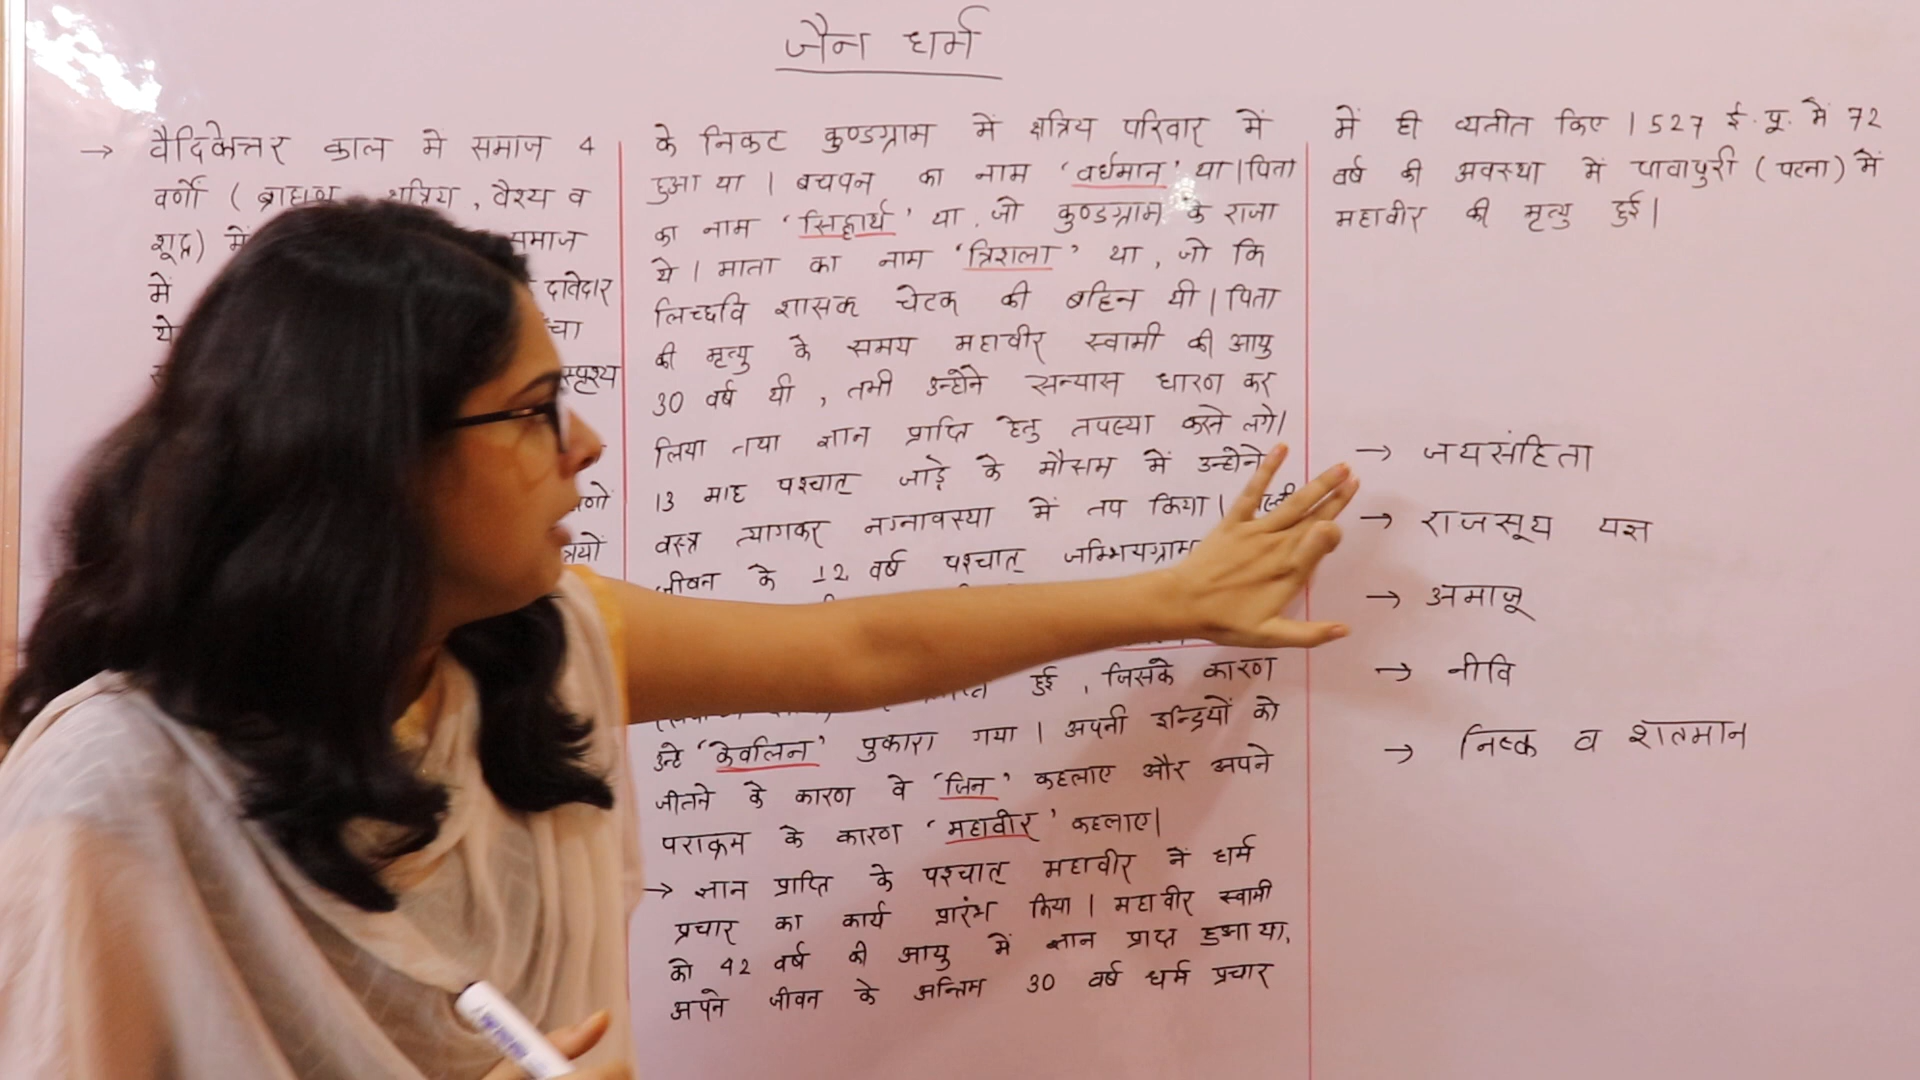 जैन धर्म
→ वैदिकेत्तर काल मे समाज 4
वर्णों ( ब्राह्मण क्षत्रिय , वैश्य व
शूद्र) में समाज
में दावेदार
थे
स्पृश्य
के निकट कुण्डग्राम में क्षत्रिय परिवार में
हुआ था । बचपन का नाम 'वर्धमान' था । पिता
का नाम 'सिद्धार्थ' था , जो कुण्डग्राम के राजा
थे । माता का नाम 'त्रिशला' था , जो कि
लिच्छवि शासक चेटक की बहिन थी । पिता
की मृत्यु के समय महावीर स्वामी की आयु
30 वर्ष थी , तभी उन्होंने सन्यास धारण कर
लिया तथा ज्ञान प्राप्ति हेतु तपस्या करने लगे।
13 माह पश्चात् जाड़े के मौसम में उन्होंने
वस्त्र त्यागकर नग्नावस्था में तप किया ।
जीवन के 12 वर्ष पश्चात् जम्भियग्राम
हुई , जिसके कारण
उन्हे 'केवलिन' पुकारा गया । अपनी इन्द्रियों को
जीतने के कारण वे 'जिन' कहलाए और अपने
पराक्रम के कारण 'महावीर' कहलाए।
→ ज्ञान प्राप्ति के पश्चात् महावीर ने धर्म
प्रचार का कार्य प्रारंभ किया । महावीर स्वामी
को 42 वर्ष की आयु में ज्ञान प्राप्त हुआ था,
अपने जीवन के अन्तिम 30 वर्ष धर्म प्रचार
में ही व्यतीत किए । 527 ई. पू. में 72
वर्ष की अवस्था में पावापुरी ( पटना ) में
महावीर की मृत्यु हुई ।
→ जयसंहिता
→ राजसूय यज्ञ
→ अमाजू
→ नीवि
→ निष्क व शतमान